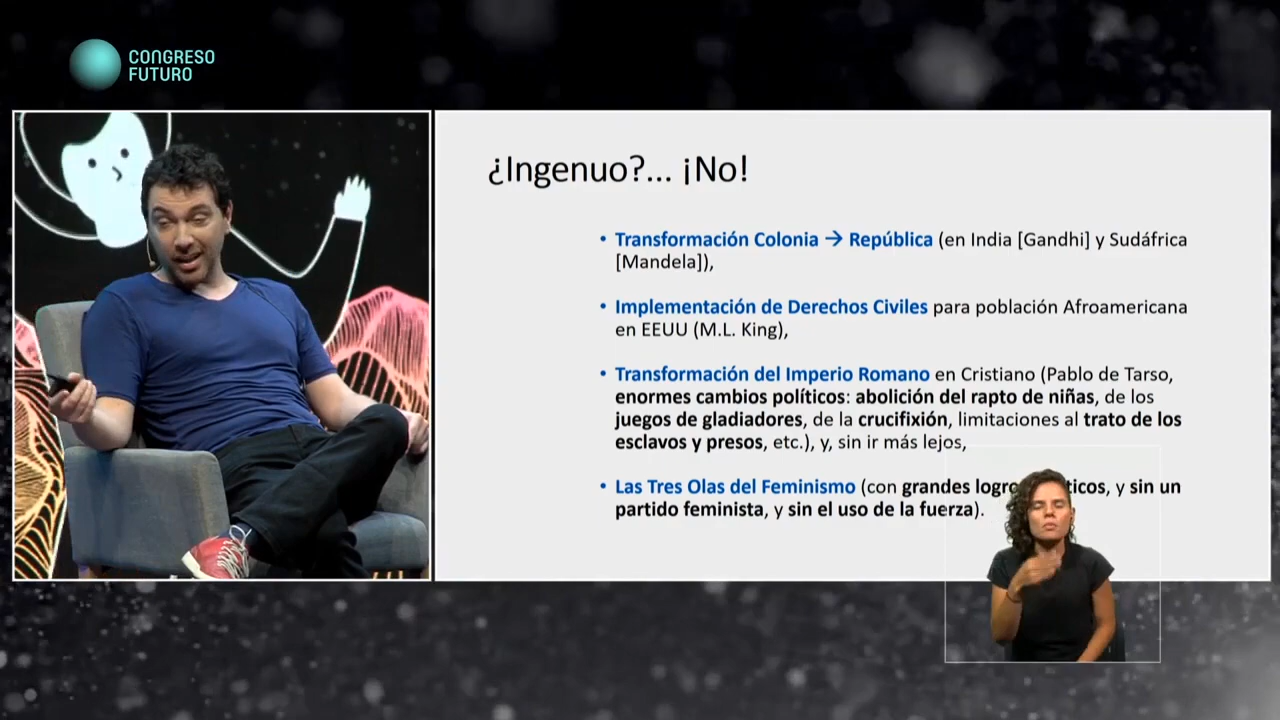 CONGRESO
FUTURO
¿Ingenuo?... ¡No!
• Transformación Colonia → República (en India [Gandhi] y Sudáfrica
[Mandela]),
• Implementación de Derechos Civiles para población Afroamericana
en EEUU (M.L. King),
• Transformación del Imperio Romano en Cristiano (Pablo de Tarso,
enormes cambios políticos: abolición del rapto de niñas, de los
juegos de gladiadores, de la crucifixión, limitaciones al trato de los
esclavos y presos, etc.), y, sin ir más lejos,
• Las Tres Olas del Feminismo (con grandes y sin un
partido feminista, y sin el uso de la fuerza).